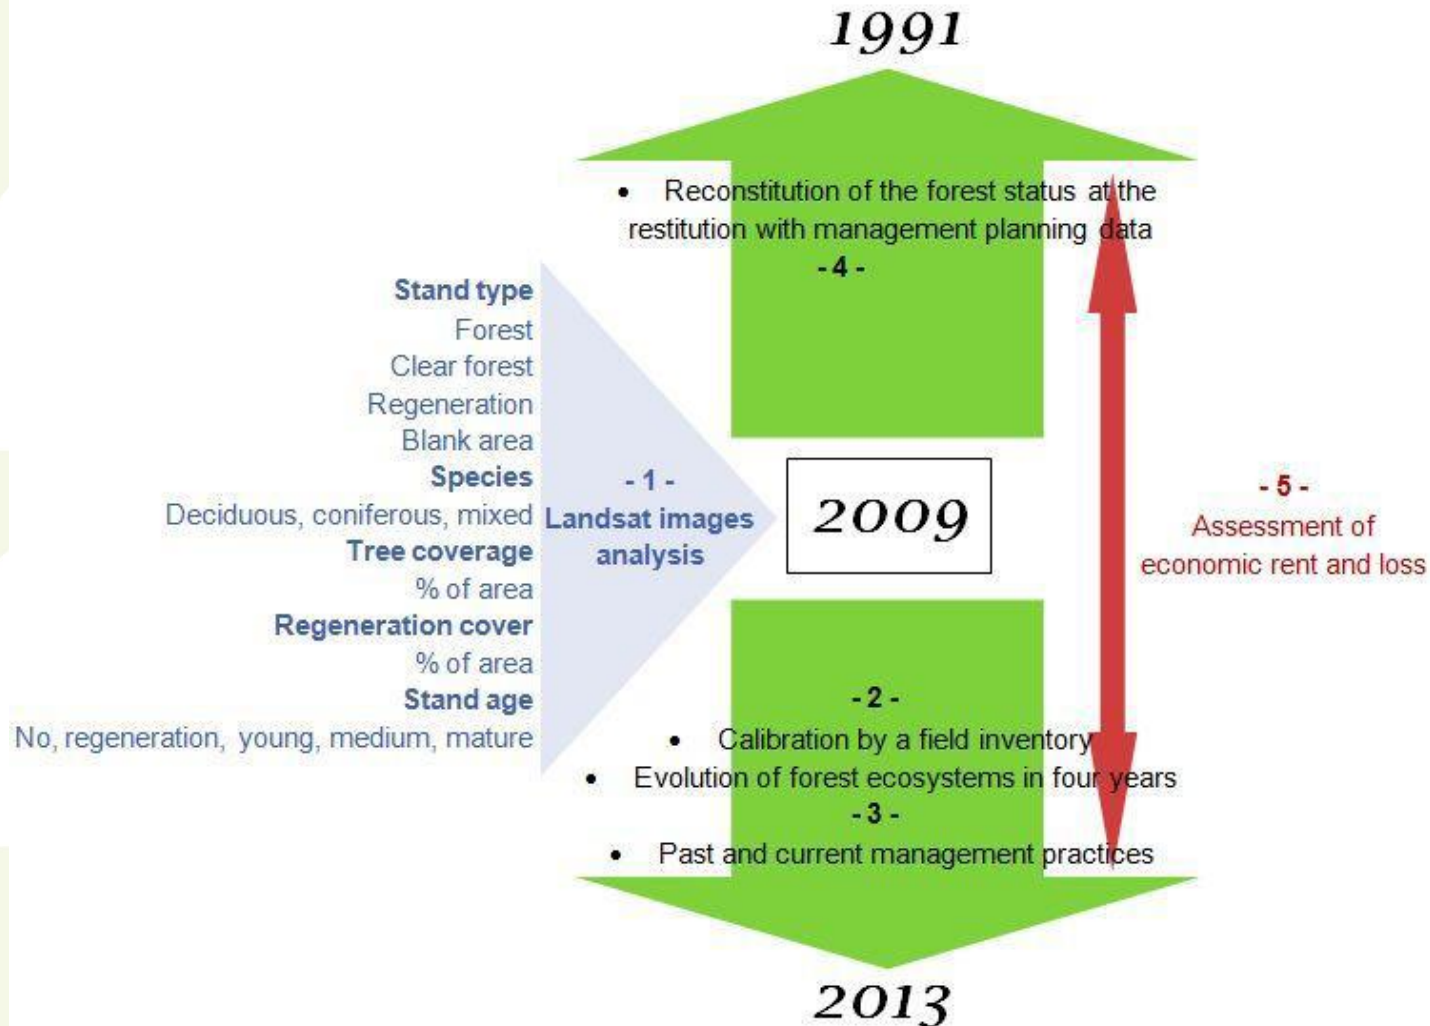 1991
• Reconstitution of the forest status at the
restitution with management planning data
- 4 -
Stand type
Forest
Clear forest
Regeneration
Blank area
Species
Deciduous, coniferous, mixed
Tree coverage
% of area
Regeneration cover
% of area
Stand age
No, regeneration, young, medium, mature
- 1 -
Landsat images
analysis
2009
- 5 -
Assessment of
economic rent and loss
- 2 -
• Calibration by a field inventory
• Evolution of forest ecosystems in four years
- 3 -
• Past and current management practices
2013